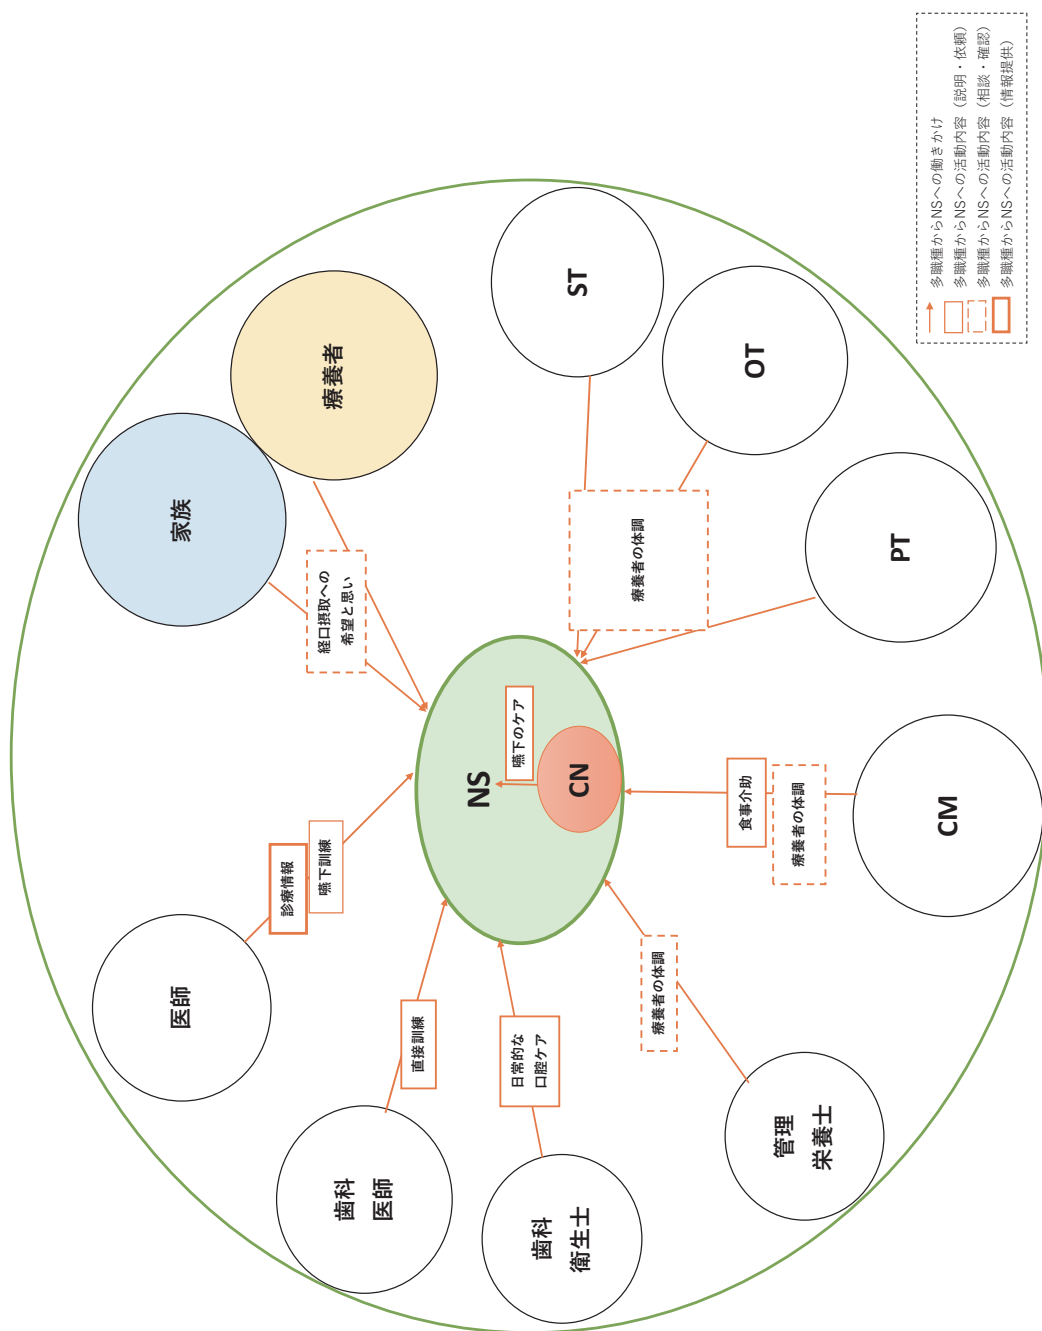 医師
診療情報
嚥下訓練
歯科
医師
直接訓練
歯科
衛生士
日常的な
口腔ケア
管理
栄養士
療養者の体調
家族
療養者
経口摂取への
希望と思い
NS
CN
嚥下のケア
食事介助
療養者の体調
CM
療養者の体調
ST
OT
PT
多職種からNSへの働きかけ
多職種からNSへの活動内容（説明・依頼）
多職種からNSへの活動内容（相談・確認）
多職種からNSへの活動内容（情報提供）